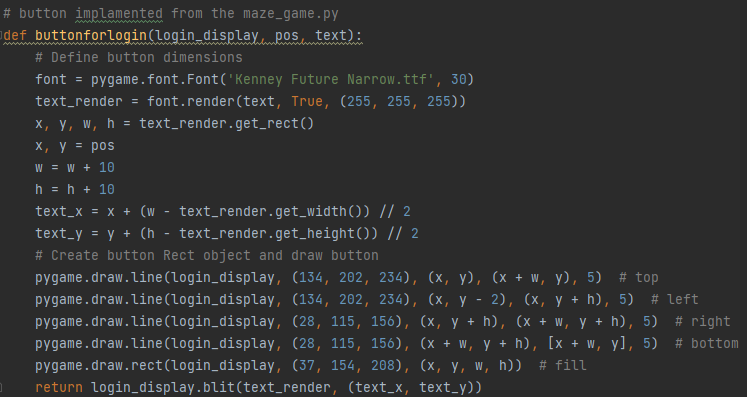 # button implamented from the maze_game.py
def buttonforlogin(login_display, pos, text):
    # Define button dimensions
    font = pygame.font.Font('Kenney Future Narrow.ttf', 30)
    text_render = font.render(text, True, (255, 255, 255))
    x, y, w, h = text_render.get_rect()
    x, y = pos
    w = w + 10
    h = h + 10
    text_x = x + (w - text_render.get_width()) // 2
    text_y = y + (h - text_render.get_height()) // 2
    # Create button Rect object and draw button
    pygame.draw.line(login_display, (134, 202, 234), (x, y), (x + w, y), 5)  # top
    pygame.draw.line(login_display, (134, 202, 234), (x, y - 2), (x, y + h), 5)  # left
    pygame.draw.line(login_display, (28, 115, 156), (x, y + h), (x + w, y + h), 5)  # right
    pygame.draw.line(login_display, (28, 115, 156), (x + w, y + h), [x + w, y], 5)  # bottom
    pygame.draw.rect(login_display, (37, 154, 208), (x, y, w, h))  # fill
    return login_display.blit(text_render, (text_x, text_y))